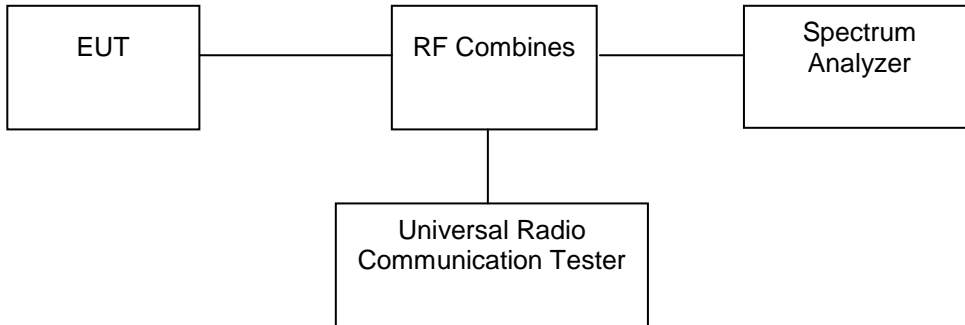 EUT
RF Combines
Spectrum
Analyzer
Universal Radio
Communication Tester